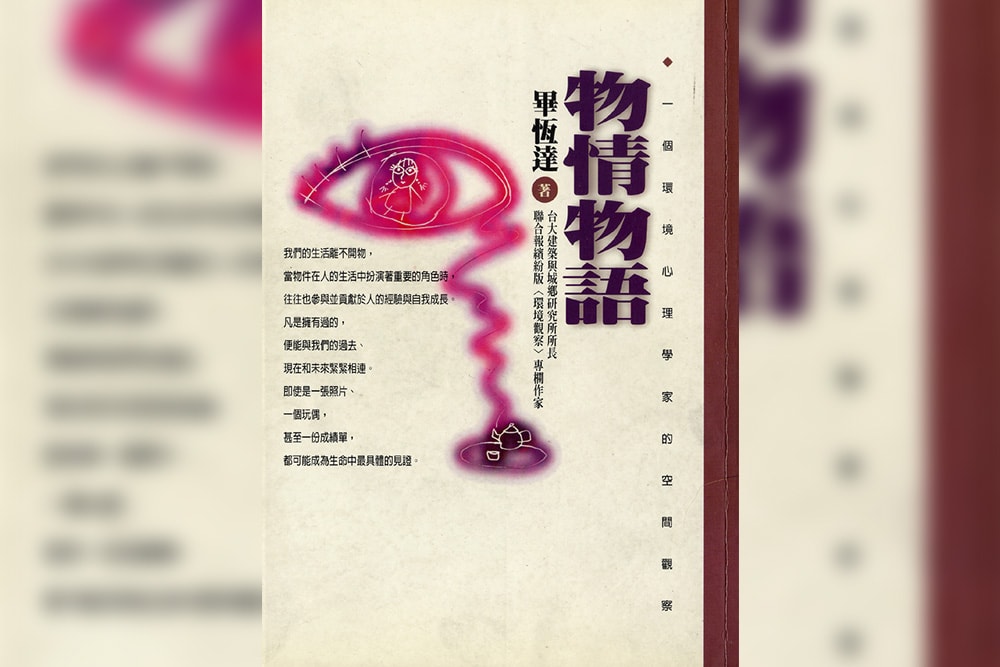 一個環境心理學家的空間觀察
物情物語
畢恆達
著
台大建築與城鄉研究所所長
聯合報繽紛版〈環境觀察〉專欄作家
我們的生活離不開物，
當物件在人的生活中扮演著重要的角色時，
往往也參與並貢獻於人的經驗與自我成長。
凡是擁有過的，
便能與我們的過去、
現在和未來緊緊相連。
即使是一張照片、
一個玩偶，
甚至一份成績單，
都可能成為生命中最具體的見證。